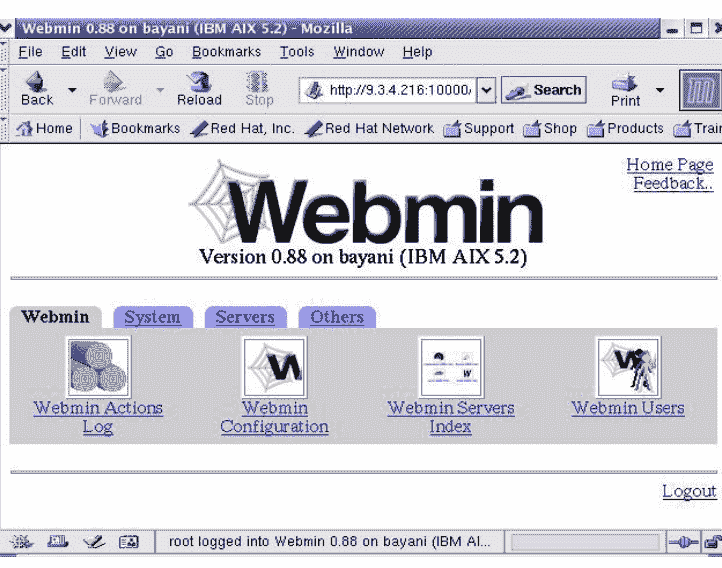 Webmin 0.88 on bayani (IBM AIX 5.2) - Mozilla
File Edit View Go Bookmarks Tools Window Help
Back Forward Reload Stop http://9.3.4.216:10000/ Search Print
Home Bookmarks Red Hat, Inc. Red Hat Network Support Shop Products Trai
Home Page
Feedback..
Webmin
Version 0.88 on bayani (IBM AIX 5.2)
Webmin System Servers Others
Webmin Actions Log
Webmin Configuration
Webmin Servers Index
Webmin Users
Logout
root logged into Webmin 0.88 on bayani (IBM AI...